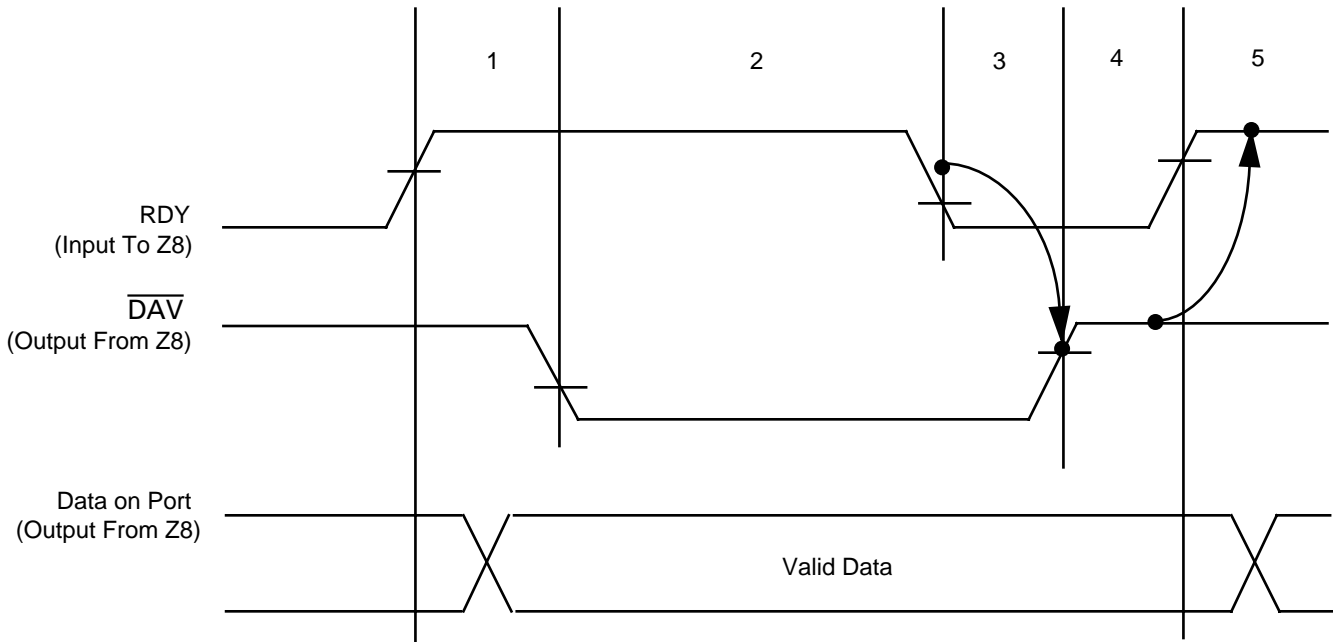 1
2
3
4
5
RDY
(Input To Z8)
DAV
(Output From Z8)
Data on Port
(Output From Z8)
Valid Data